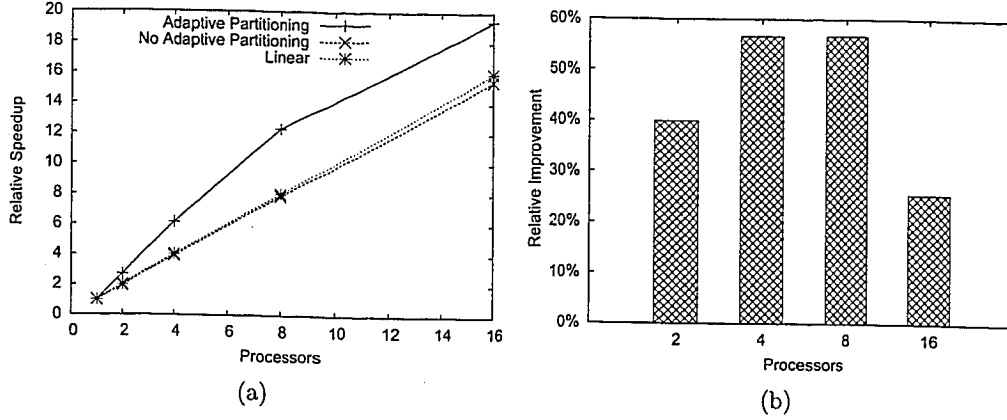 20
18
16
14
12
10
8
6
4
2
0
Relative Speedup
Adaptive Partitioning
No Adaptive Partitioning
Linear
0 2 4 6 8 10 12 14 16
Processors
(a)
60%
50%
40%
30%
20%
10%
0%
Relative Improvement
2 4 8 16
Processors
(b)